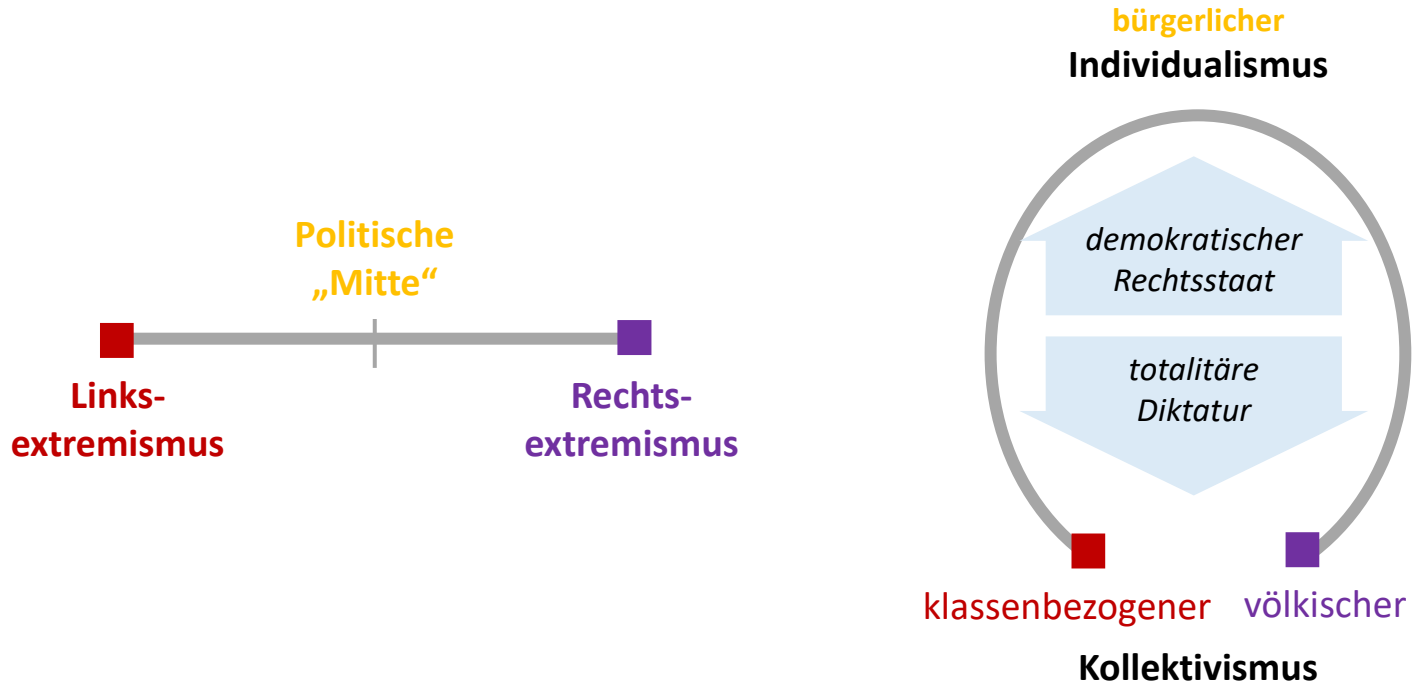 Politische
„Mitte“
Links-
extremismus
Rechts-
extremismus
bürgerlicher
Individualismus
demokratischer
Rechtsstaat
totalitäre
Diktatur
klassenbezogener
völkischer
Kollektivismus